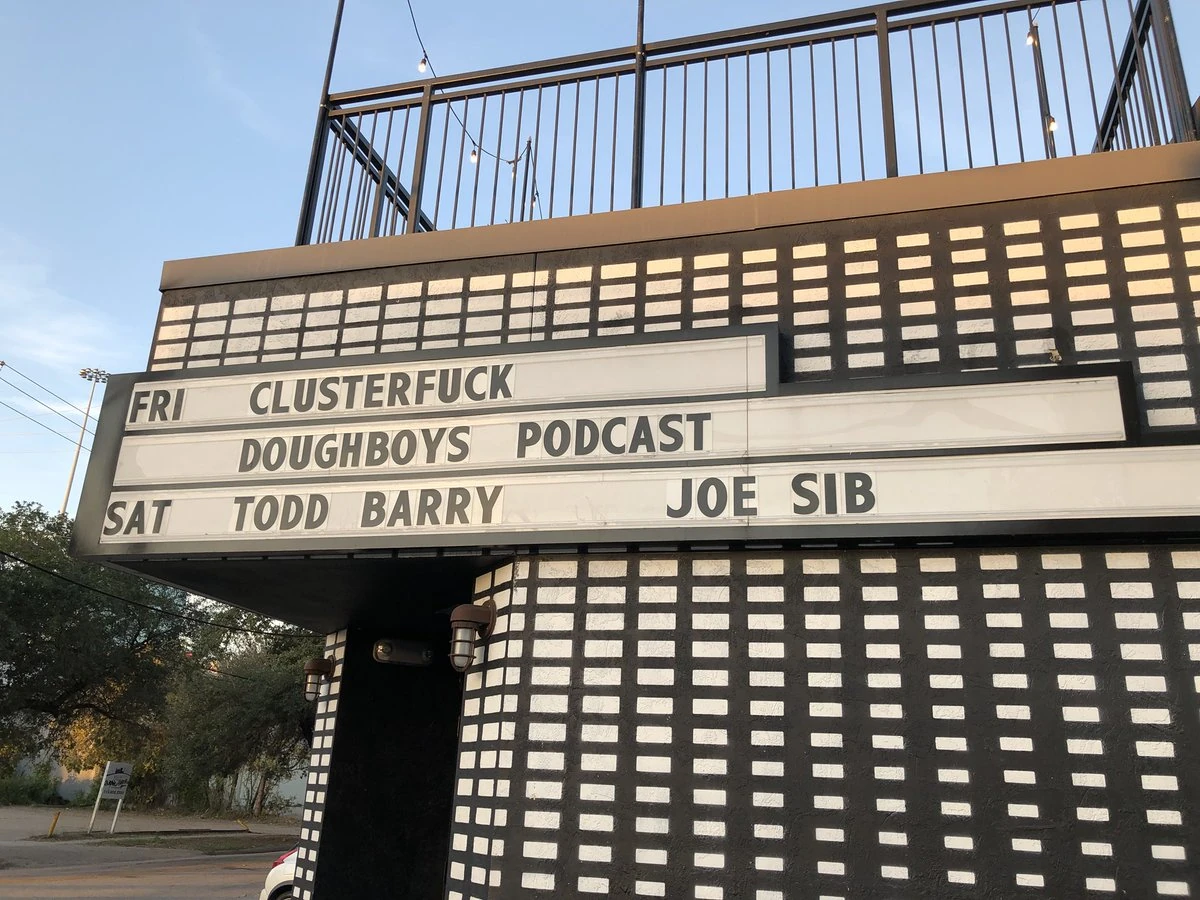 FRI CLUSTERFUCK
DOUGHBOYS PODCAST
SAT TODD BARRY JOE SIB